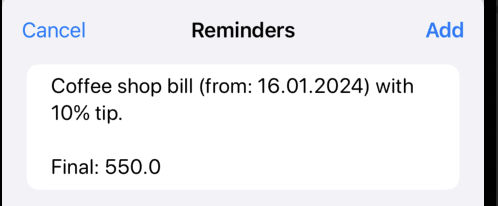 Cancel
Reminders
Add
Coffee shop bill (from: 16.01.2024) with
10% tip.
Final: 550.0